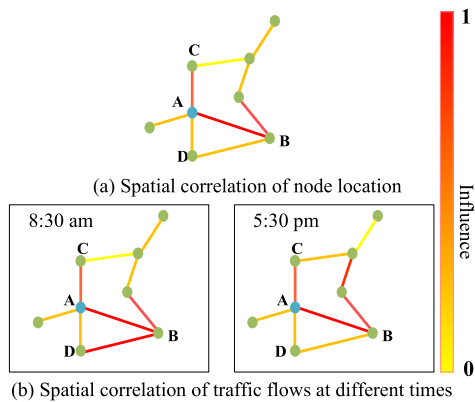 1
C
A
B
D
(a) Spatial correlation of node location
Influence
8:30 am
C
A
B
D
5:30 pm
C
A
B
D
0
(b) Spatial correlation of traffic flows at different times